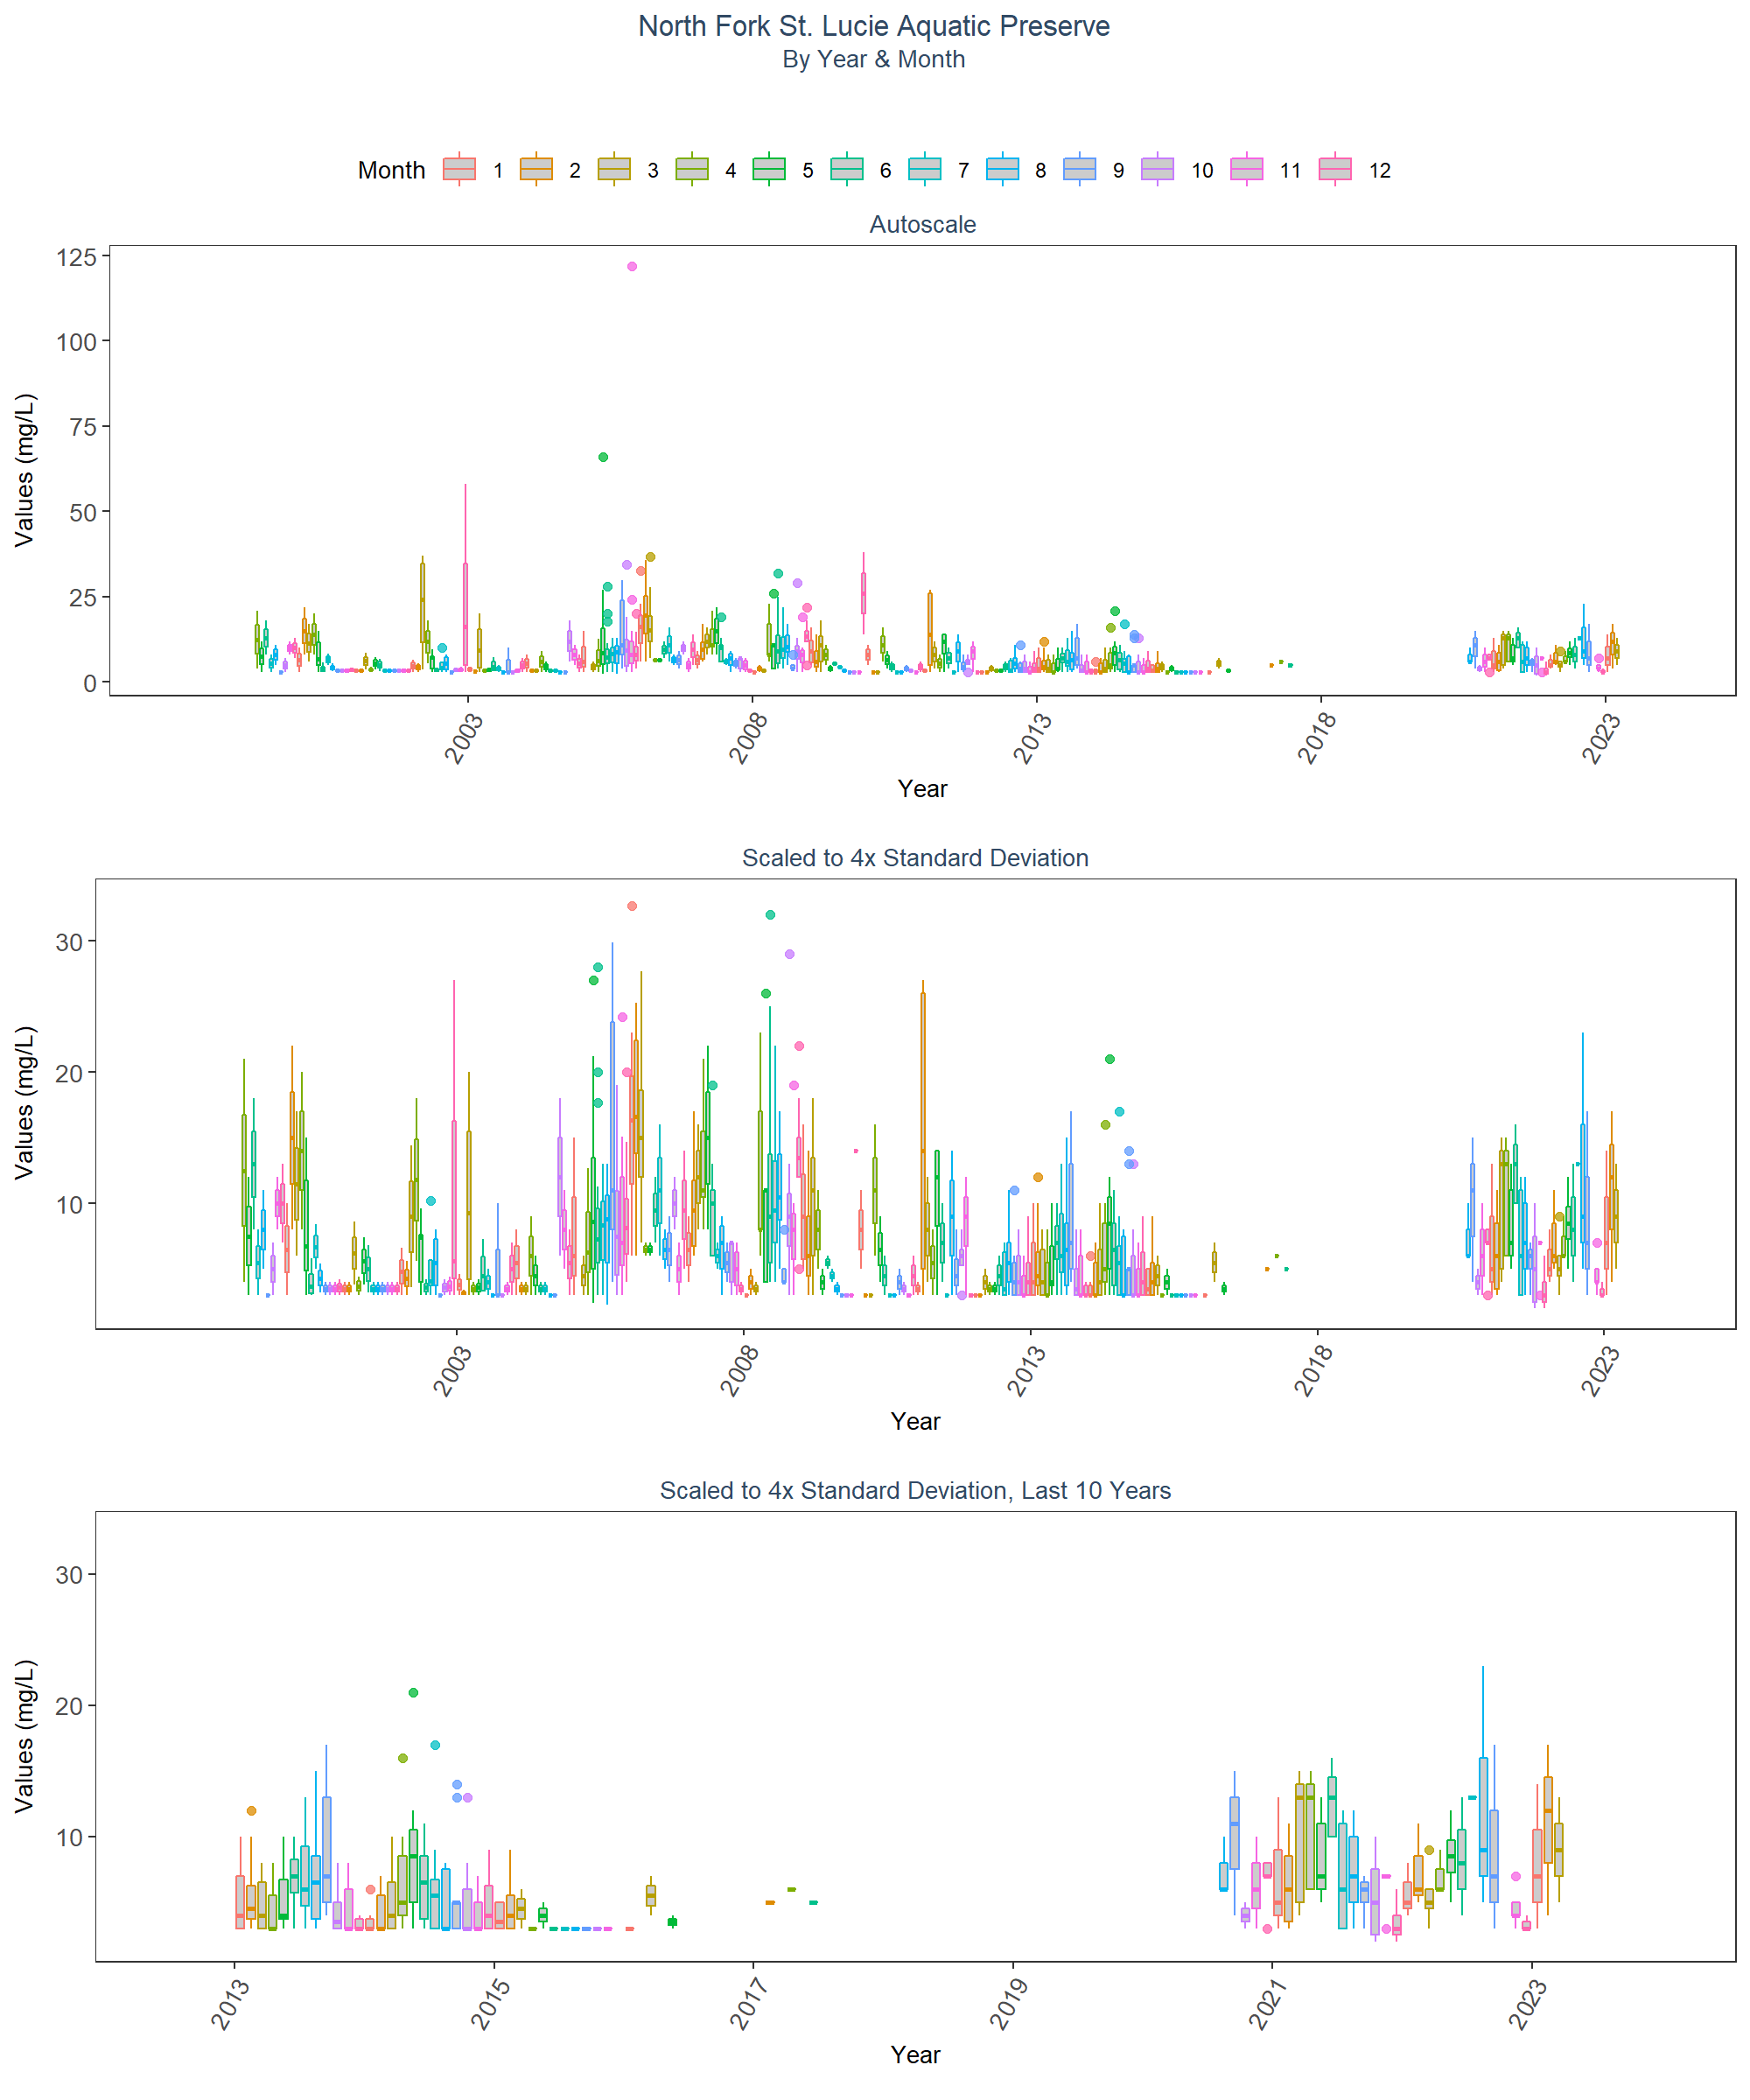 North Fork St. Lucie Aquatic Preserve
By Year & Month
Month 1 2 3 4 5 6 7 8 9 10 11 12
Autoscale
Values (mg/L)
125
100
75
50
25
0
2003 2008 2013 2018 2023
Year
Scaled to 4x Standard Deviation
Values (mg/L)
30
20
10
2003 2008 2013 2018 2023
Year
Scaled to 4x Standard Deviation, Last 10 Years
Values (mg/L)
30
20
10
2013 2015 2017 2019 2021 2023
Year